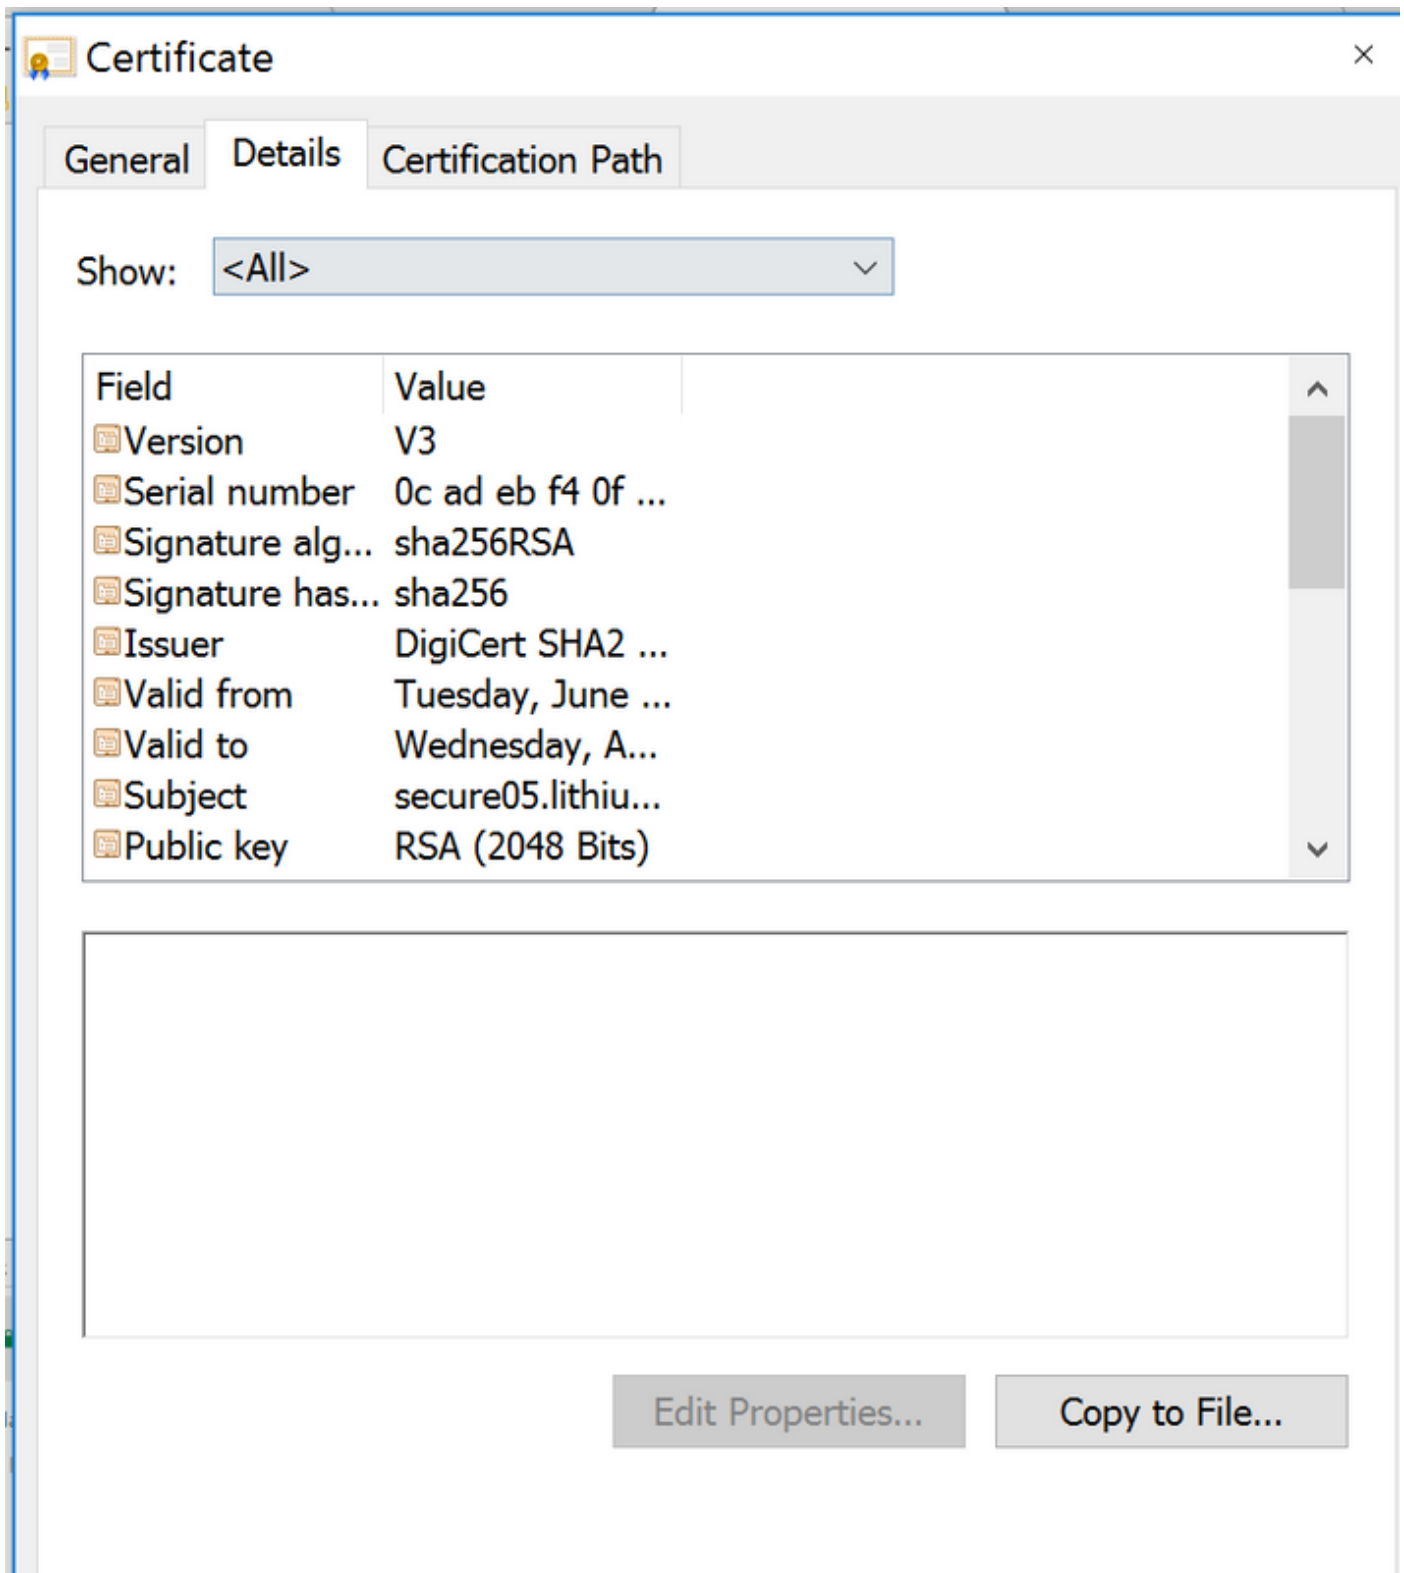 Certificate
General Details Certification Path
Show: <All>
Field Value
Version V3
Serial number 0c ad eb f4 0f ...
Signature alg... sha256RSA
Signature has... sha256
Issuer DigiCert SHA2 ...
Valid from Tuesday, June ...
Valid to Wednesday, A...
Subject secure05.lithiu...
Public key RSA (2048 Bits)
Edit Properties... Copy to File...